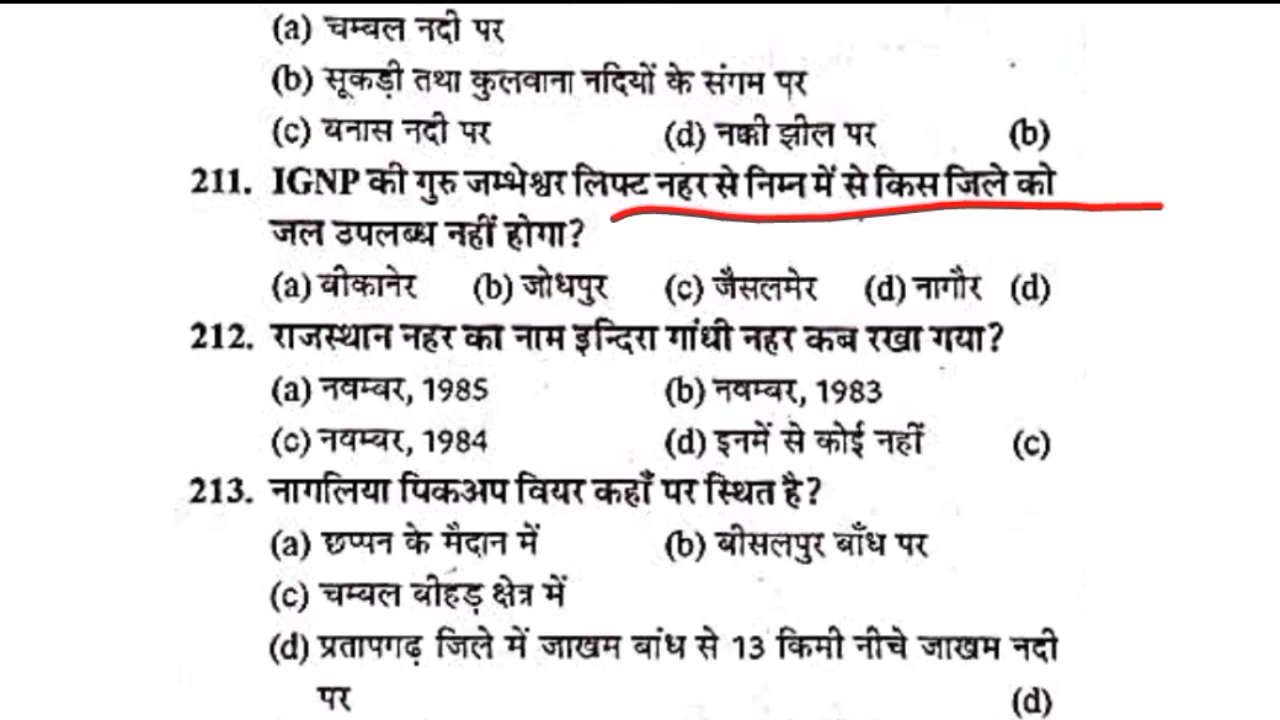 (a) चम्बल नदी पर
(b) सूकड़ी तथा कुलवाना नदियों के संगम पर
(c) बनास नदी पर (d) नक्की झील पर (b)
211. IGNP की गुरु जम्भेश्वर लिफ्ट नहर से निम्न में से किस जिले को
जल उपलब्ध नहीं होगा?
(a) बीकानेर (b) जोधपुर (c) जैसलमेर (d) नागौर (d)
212. राजस्थान नहर का नाम इन्दिरा गांधी नहर कब रखा गया?
(a) नवम्बर, 1985 (b) नवम्बर, 1983
(c) नवम्बर, 1984 (d) इनमें से कोई नहीं (c)
213. नागलिया पिकअप वियर कहाँ पर स्थित है?
(a) छप्पन के मैदान में (b) बीसलपुर बाँध पर
(c) चम्बल बीहड़ क्षेत्र में
(d) प्रतापगढ़ जिले में जाखम बांध से 13 किमी नीचे जाखम नदी
पर (d)